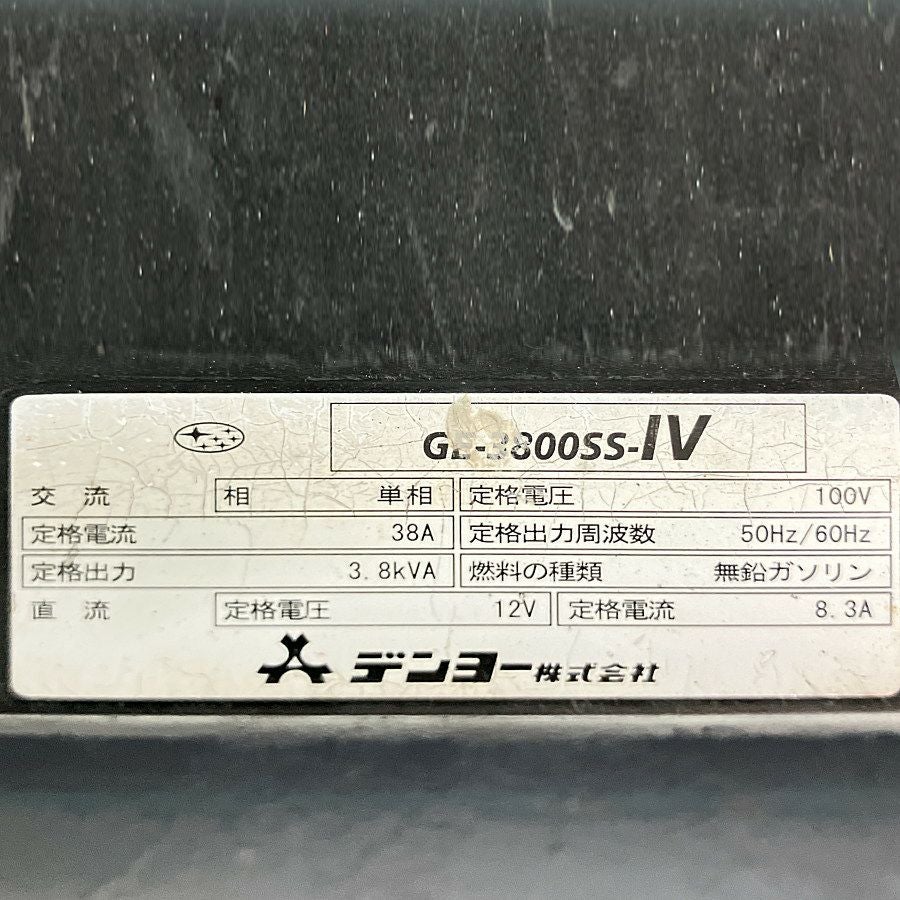 GE-3800SS-IV
交流 相 単相 定格電圧 100V
定格電流 38A 定格出力周波数 50Hz/60Hz
定格出力 3.8kVA 燃料の種類 無鉛ガソリン
直流 定格電圧 12V 定格電流 8.3A
デンヨー株式会社